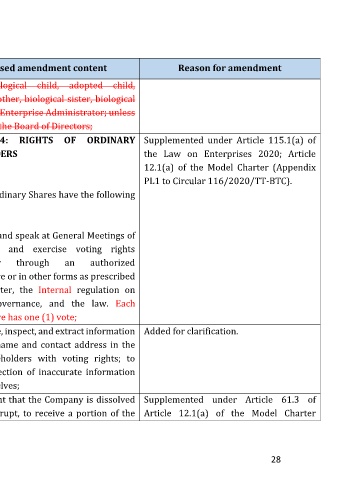 sed amendment content
Reason for amendment
logical child, adopted child,
other, biological sister, biological
Enterprise Administrator; unless
the Board of Directors;
4: RIGHTS OF ORDINARY
DERS
dinary Shares have the following
and speak at General Meetings of
and exercise voting rights
through an authorized
e or in other forms as prescribed
ter, the Internal regulation on
overnance, and the law. Each
re has one (1) vote;
Supplemented under Article 115.1(a) of
the Law on Enterprises 2020; Article
12.1(a) of the Model Charter (Appendix
PL1 to Circular 116/2020/TT-BTC).
, inspect, and extract information
name and contact address in the
eholders with voting rights; to
ection of inaccurate information
elves;
Added for clarification.
nt that the Company is dissolved
rupt, to receive a portion of the
Supplemented under Article 61.3 of
Article 12.1(a) of the Model Charter
28